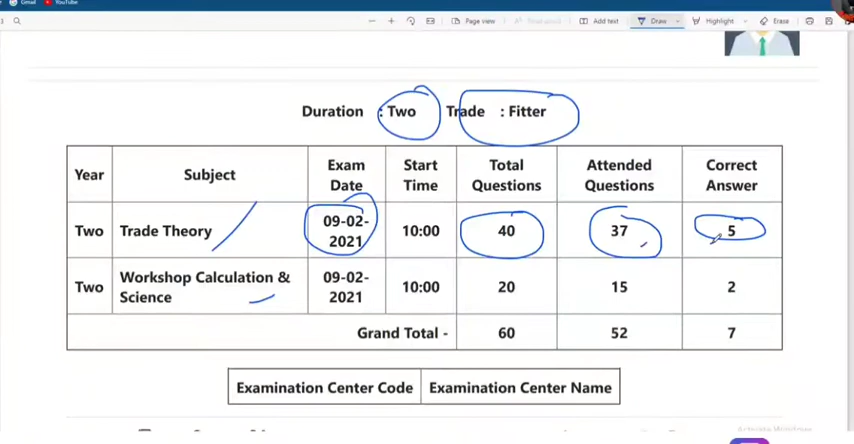 Gmail YouTube
Page view Add text Draw Highlight Erase
Duration : Two Trade : Fitter
Year Subject Exam Date Start Time Total Questions Attended Questions Correct Answer
Two Trade Theory 09-02-2021 10:00 40 37 5
Two Workshop Calculation & Science 09-02-2021 10:00 20 15 2
Grand Total - 60 52 7
Examination Center Code Examination Center Name